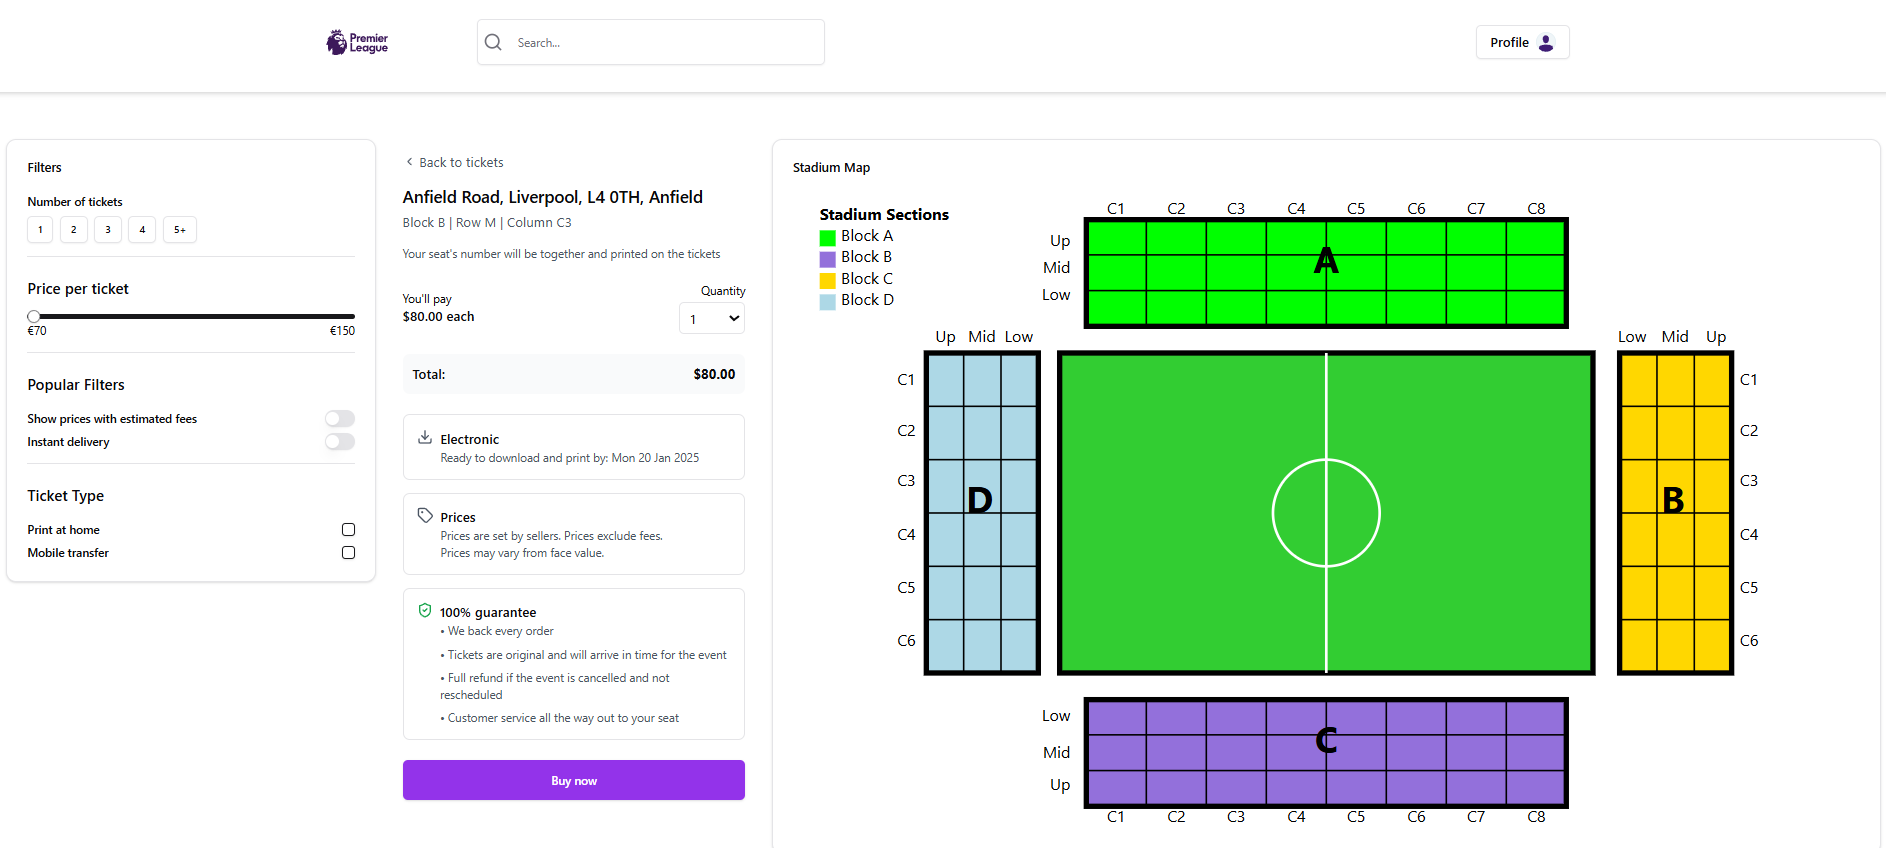 Premier
League
Search...
Profile
Filters
Number of tickets
1
2
3
4
5+
Price per ticket
€70
€150
Popular Filters
Show prices with estimated fees
Instant delivery
Ticket Type
Print at home
Mobile transfer
Back to tickets
Anfield Road, Liverpool, L4 0TH, Anfield
Block B | Row M | Column C3
Your seat's number will be together and printed on the tickets
You'll pay
$80.00 each
Quantity
1
Total:
$80.00
Electronic
Ready to download and print by: Mon 20 Jan 2025
Prices
Prices are set by sellers. Prices exclude fees.
Prices may vary from face value.
100% guarantee
• We back every order
• Tickets are original and will arrive in time for the event
• Full refund if the event is cancelled and not
rescheduled
• Customer service all the way out to your seat
Buy now
Stadium Map
Stadium Sections
Block A
Block B
Block C
Block D
C1 C2 C3 C4 C5 C6 C7 C8
Up
Mid
Low
A
Up Mid Low
C1
C2
C3
C4
C5
C6
D
Low Mid Up
C1
C2
C3
C4
C5
C6
B
Low
Mid
Up
C
C1 C2 C3 C4 C5 C6 C7 C8